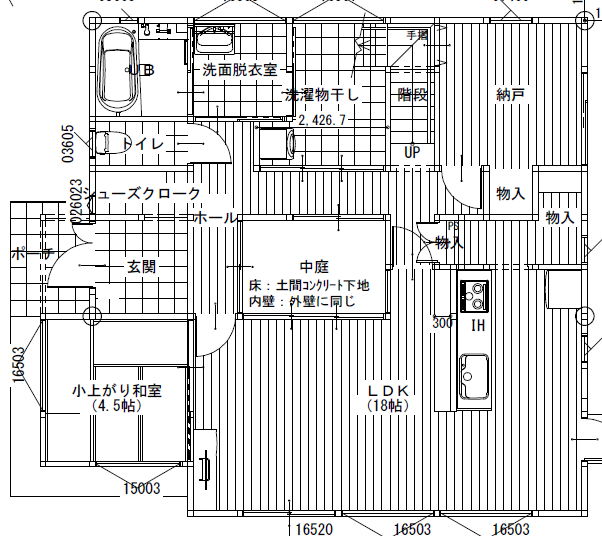 手摺
UB
洗面脱衣室
洗濯物干し
階段
納戸
2,426.7
03605
トイレ
UP
026023
シューズクローク
ホール
物入
物入
PS
物入
ポーチ
玄関
中庭
床：土間コンクリート下地
内壁：外壁に同じ
300
IH
16503
小上がり和室
(4.5帖)
LDK
(18帖)
15003
16520
16503
16503